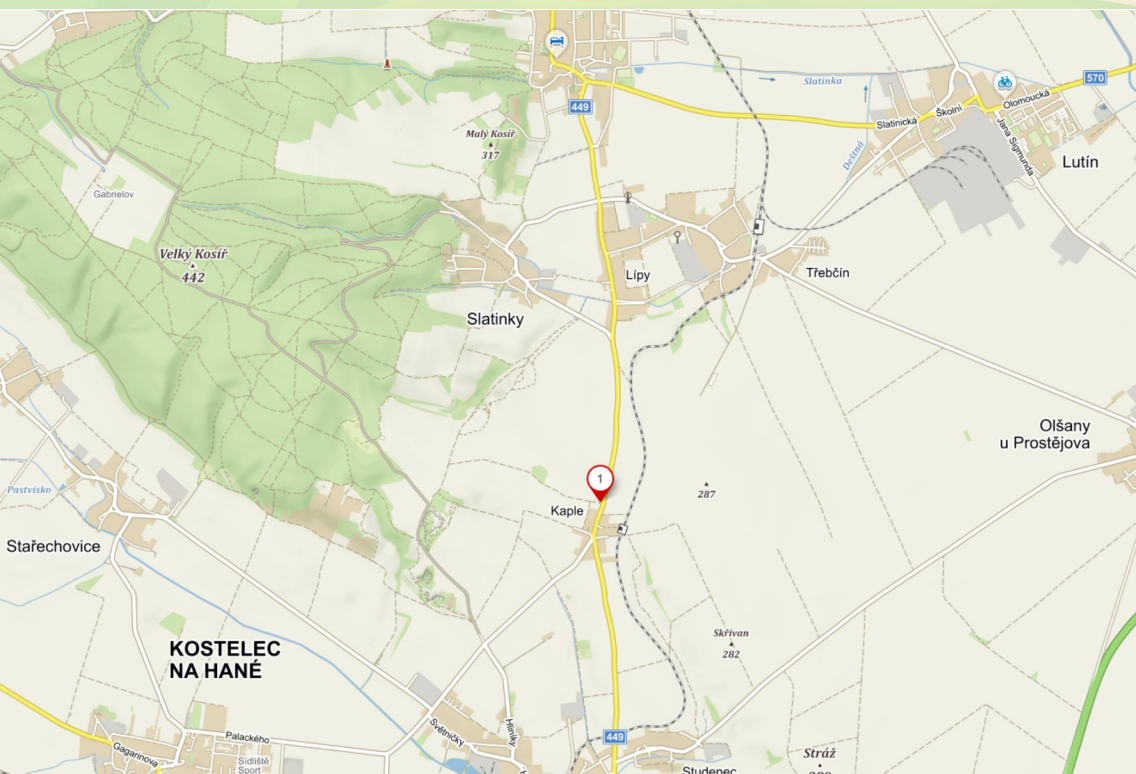 449
Slatinka
570
Olomoucká
Školní
Slatinická
Jana Sigmunda
Deštná
Lutín
Malý Kosíř
317
Gabrielov
Velký Kosíř
442
Lípy
Třebčín
Slatinky
Olšany
u Prostějova
1
287
Kaple
Pastvisko
Stařechovice
Skřivan
282
KOSTELEC
NA HANÉ
Světničky
Hliníky
Palackého
Gagarinova
Sídliště
Sport
449
Stráž
Studenec